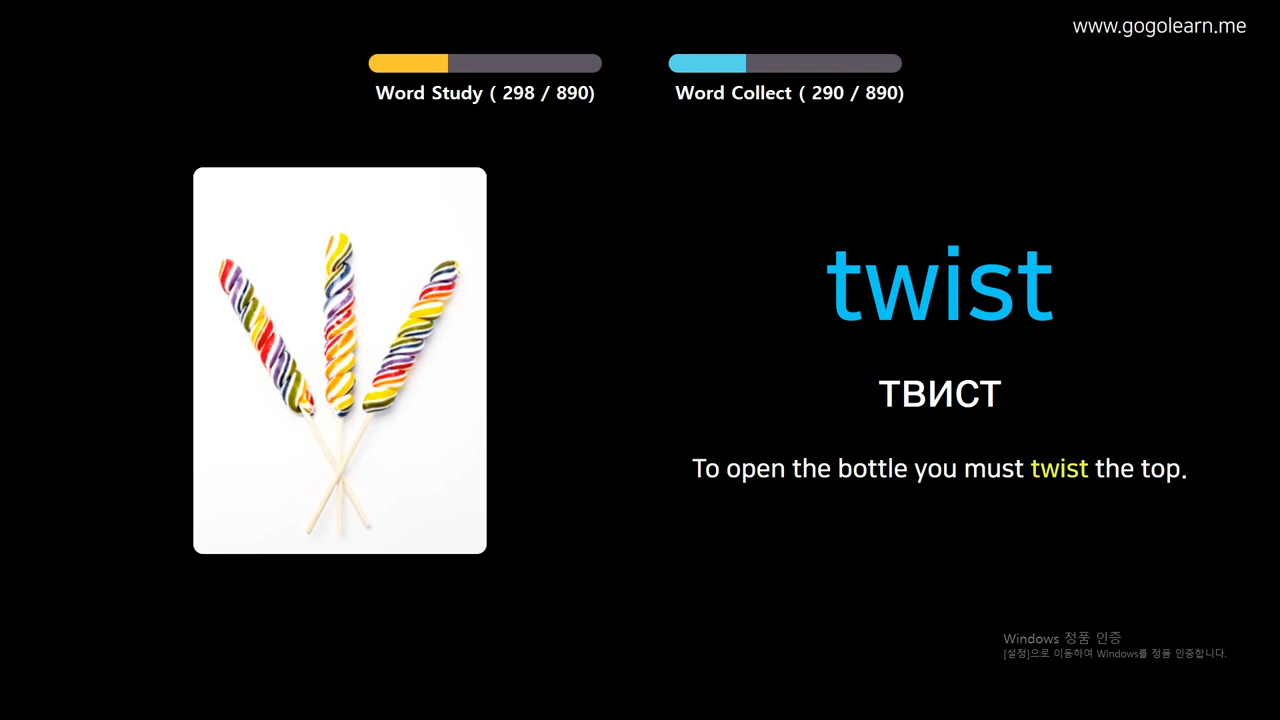 www.gogolearn.me
Word Study ( 298 / 890)
Word Collect ( 290 / 890)
twist
ТВИСТ
To open the bottle you must twist the top.
Windows 정품 인증
[설정]으로 이동하여 Windows를 정품 인증합니다.